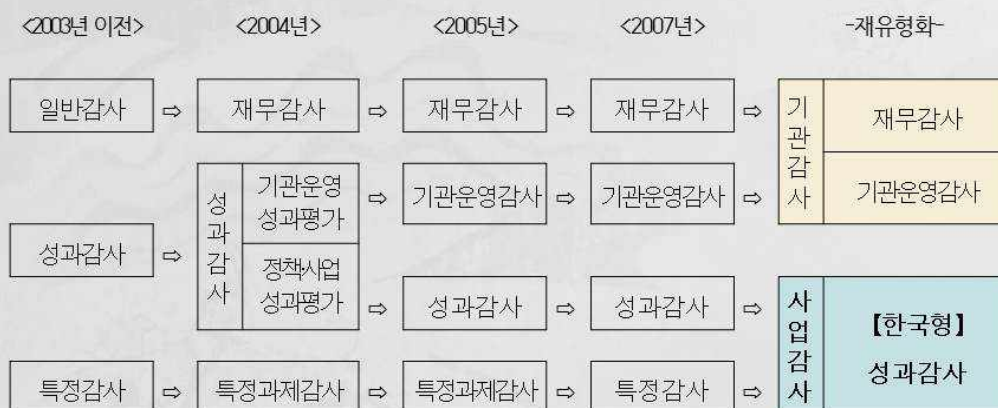 <2003년 이전> <2004년> <2005년> <2007년> -재유형화-
일반감사 ⇨ 재무감사 ⇨ 재무감사 ⇨ 재무감사 ⇨
기관감사
재무감사
기관운영감사
성과감사 ⇨
성과감사
기관운영
성과평가
⇨ 기관운영감사 ⇨ 기관운영감사 ⇨
정책·사업
성과평가
⇨ 성과감사 ⇨ 성과감사 ⇨
사업감사
【한국형】
성과감사
특정감사 ⇨ 특정과제감사 ⇨ 특정과제감사 ⇨ 특정감사 ⇨